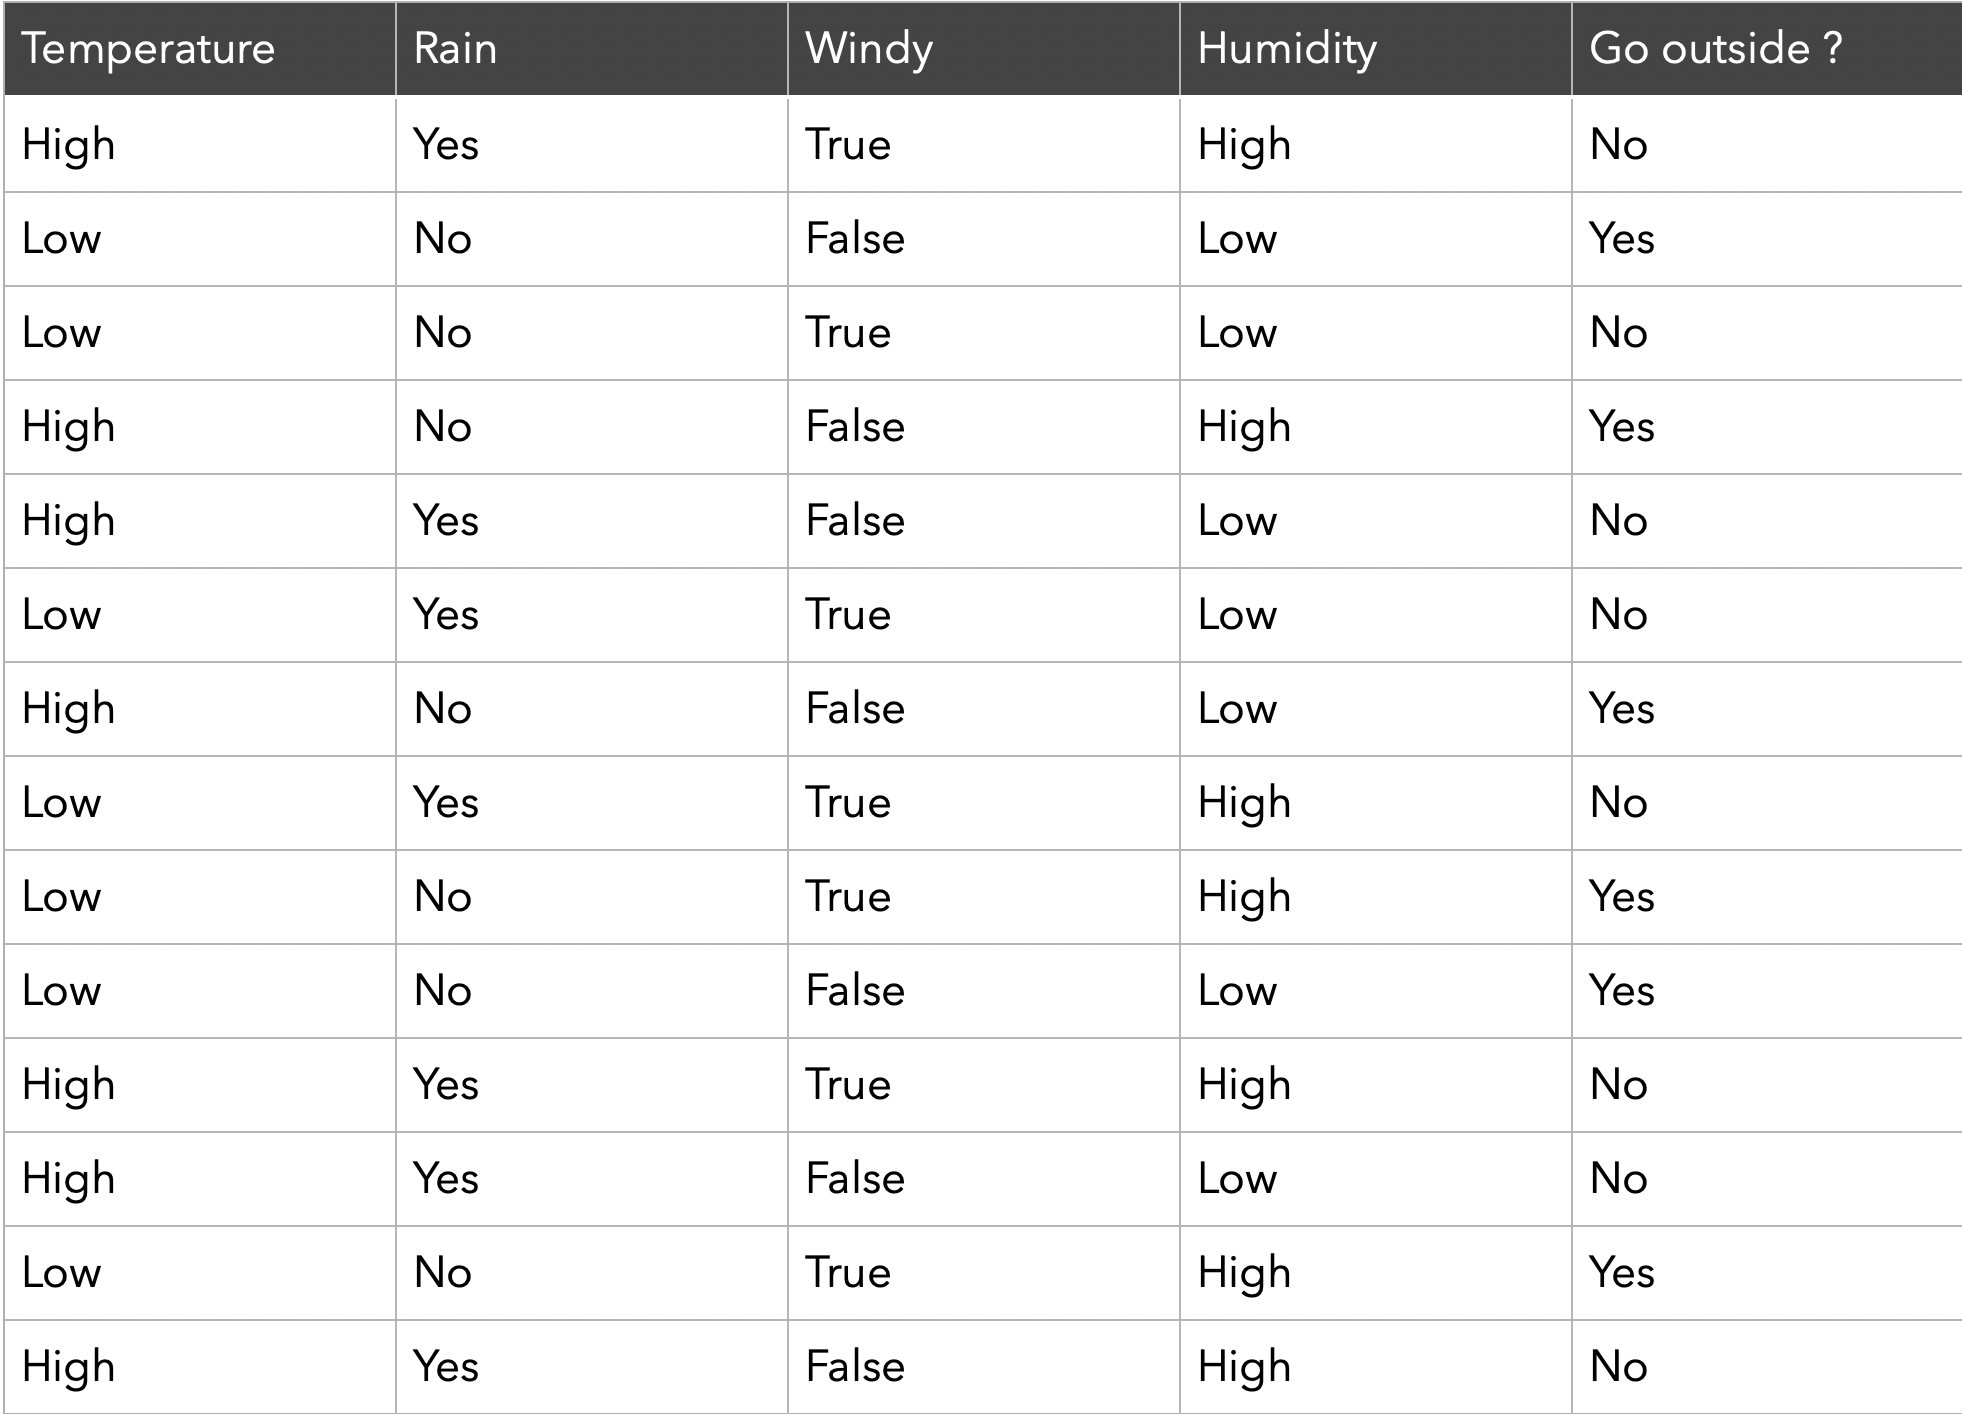 Temperature Rain Windy Humidity Go outside ?
High Yes True High No
Low No False Low Yes
Low No True Low No
High No False High Yes
High Yes False Low No
Low Yes True Low No
High No False Low Yes
Low Yes True High No
Low No True High Yes
Low No False Low Yes
High Yes True High No
High Yes False Low No
Low No True High Yes
High Yes False High No